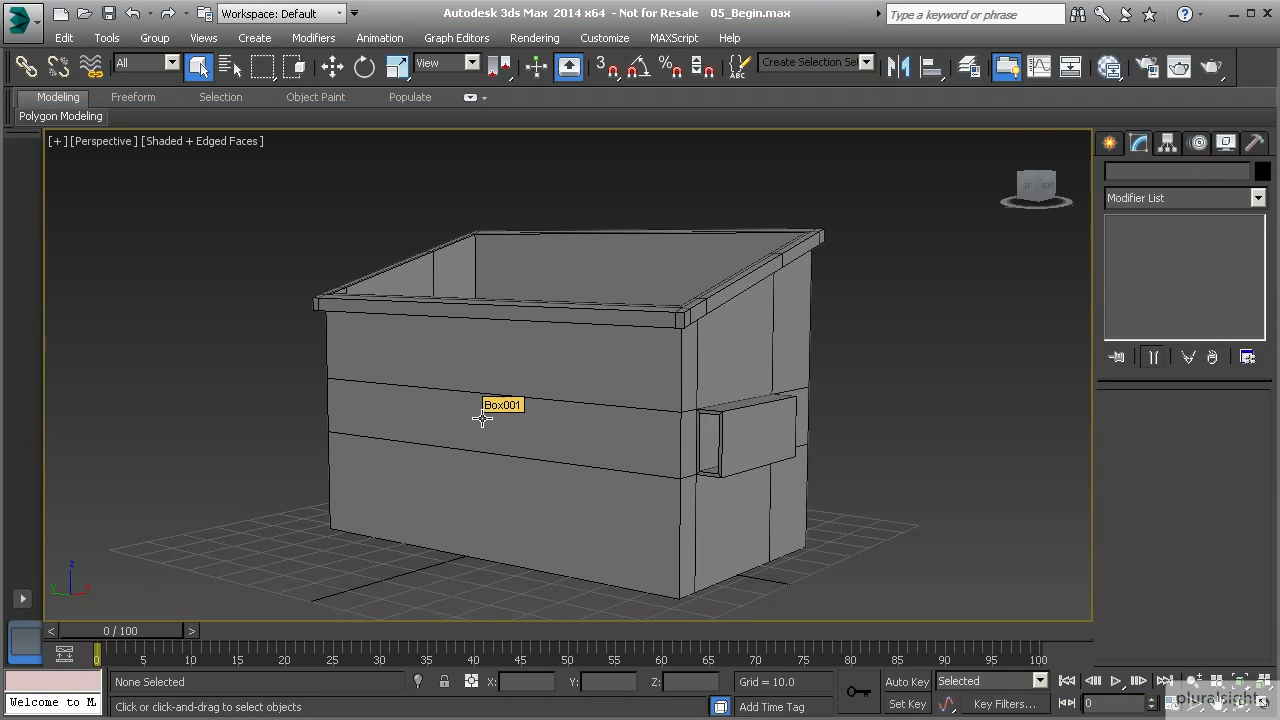 Workspace: Default
Autodesk 3ds Max 2014 x64 - Not for Resale 05_Begin.max
Type a keyword or phrase
File Edit Tools Group Views Create Modifiers Animation Graph Editors Rendering Customize MAXScript Help
All
View
3
Create Selection Se
Modeling Freeform Selection Object Paint Populate
Polygon Modeling
[+] [Perspective ] [Shaded + Edged Faces ]
Modifier List
Box001
z
y
x
< 0 / 100 >
0 5 10 15 20 25 30 35 40 45 50 55 60 65 70 75 80 85 90 95 100
None Selected
X:
Y:
Z:
Grid = 10.0
Auto Key
Selected
Welcome to M
Click or click-and-drag to select objects
Add Time Tag
Set Key
Key Filters...
0
pluralsight